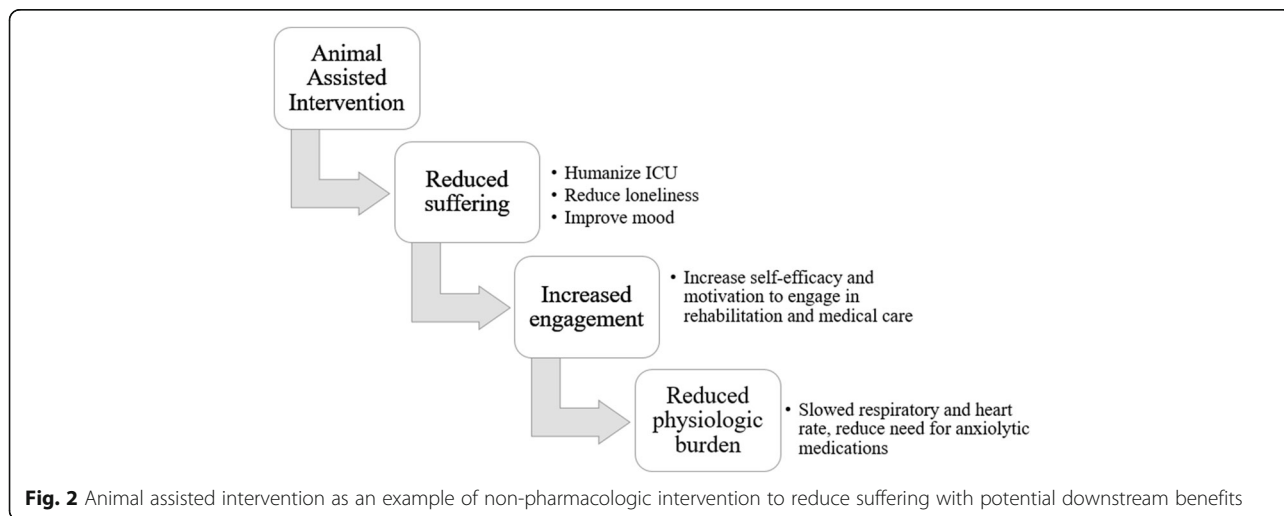 Animal
Assisted
Intervention
Reduced
suffering
• Humanize ICU
• Reduce loneliness
• Improve mood
Increased
engagement
• Increase self-efficacy and
motivation to engage in
rehabilitation and medical care
Reduced
physiologic
burden
• Slowed respiratory and heart
rate, reduce need for anxiolytic
medications
Fig. 2 Animal assisted intervention as an example of non-pharmacologic intervention to reduce suffering with potential downstream benefits